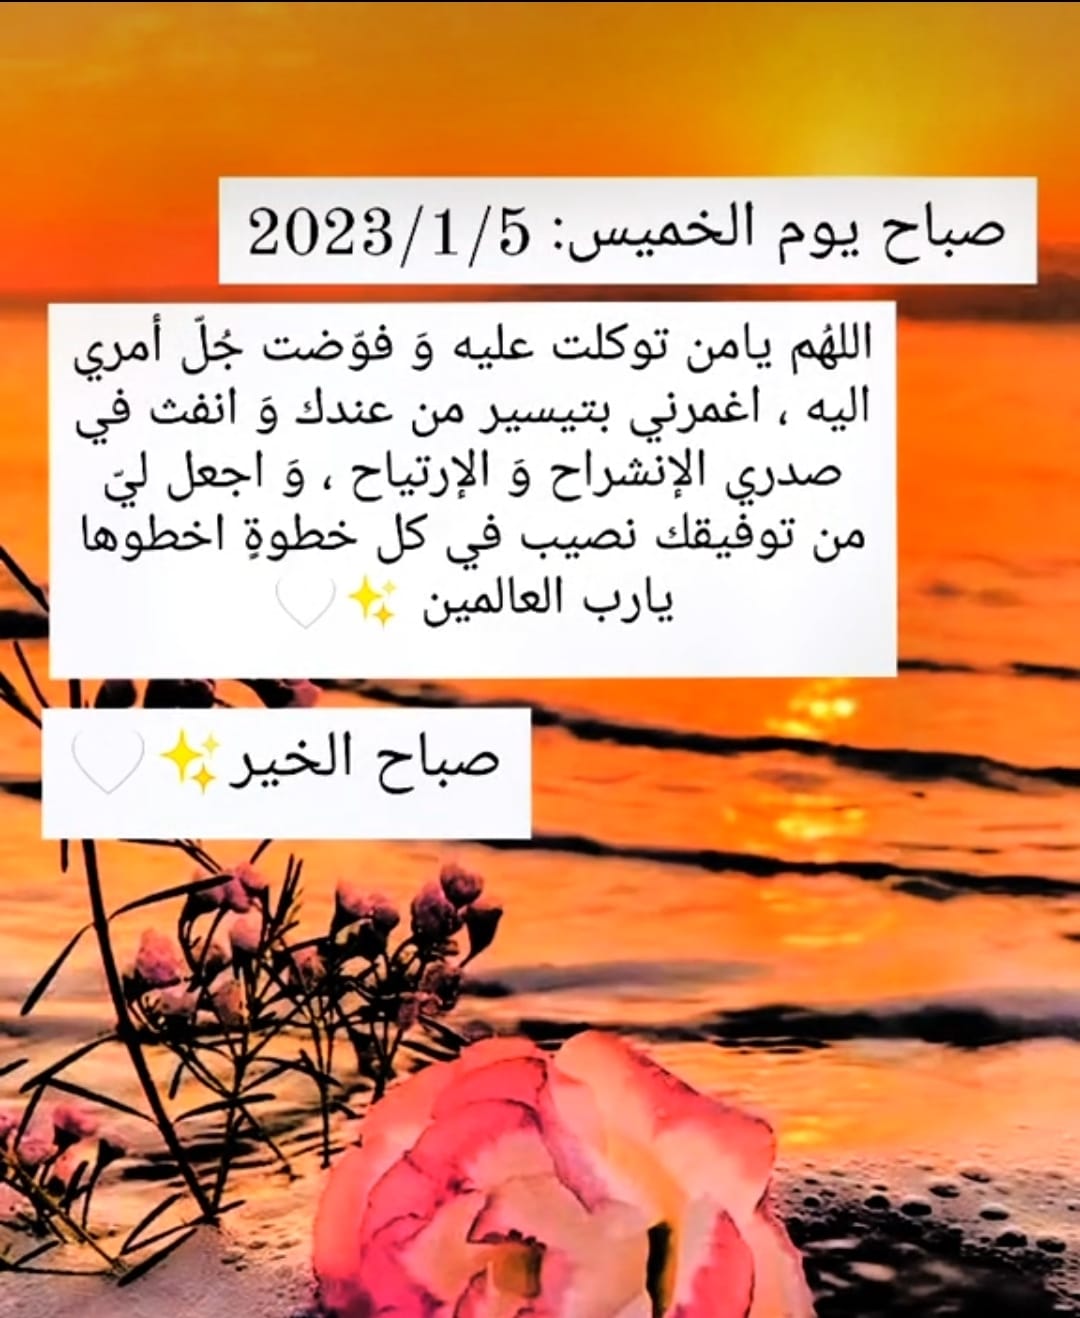 صباح يوم الخميس: 2023/1/5
اللهُم يامن توكلت عليه وَ فوّضت جُلّ أمري
اليه ، اغمرني بتيسير من عندك وَ انفث في
صدري الإنشراح وَ الإرتياح ، وَ اجعل ليّ
من توفيقك نصيب في كل خطوةٍ اخطوها
يارب العالمين ✨🤍
صباح الخير✨🤍